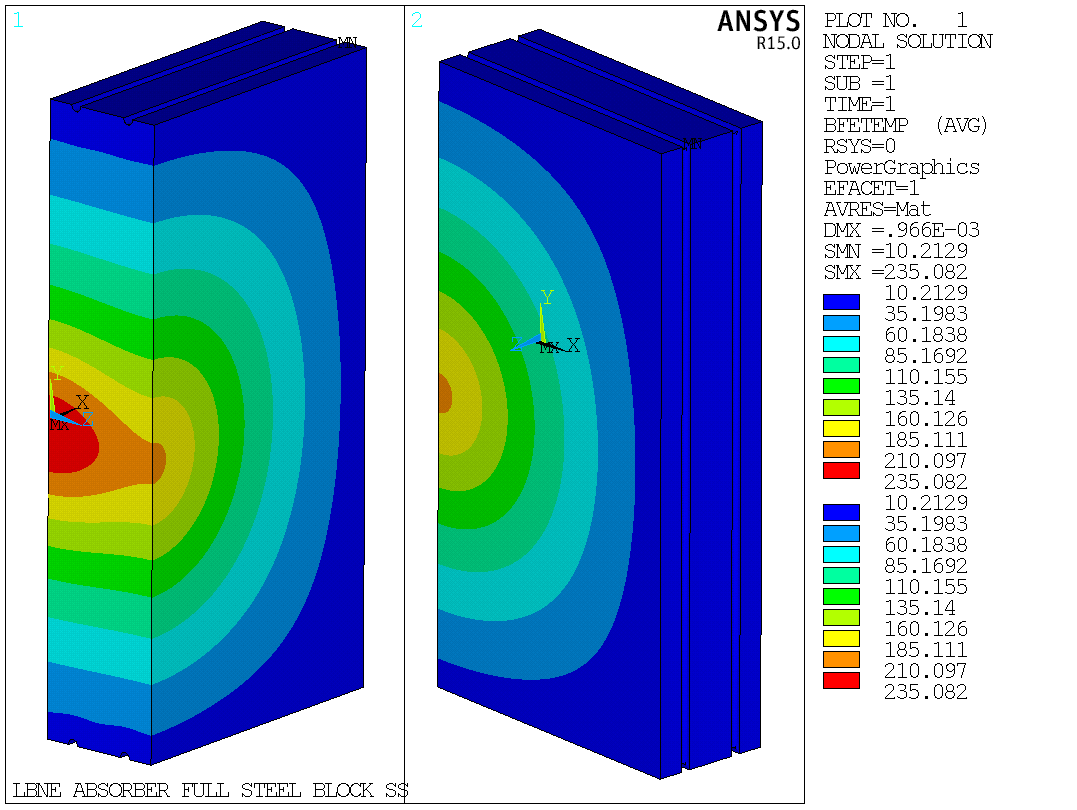 1
2
ANSYS
R15.0
MN
MN
Y
X
Z
MX
Y
X
Z
MX
LBNE ABSORBER FULL STEEL BLOCK SS
PLOT NO.   1
NODAL SOLUTION
STEP=1
SUB =1
TIME=1
BFETEMP  (AVG)
RSYS=0
PowerGraphics
EFACET=1
AVRES=Mat
DMX =.966E-03
SMN =10.2129
SMX =235.082
10.2129
35.1983
60.1838
85.1692
110.155
135.14
160.126
185.111
210.097
235.082
10.2129
35.1983
60.1838
85.1692
110.155
135.14
160.126
185.111
210.097
235.082